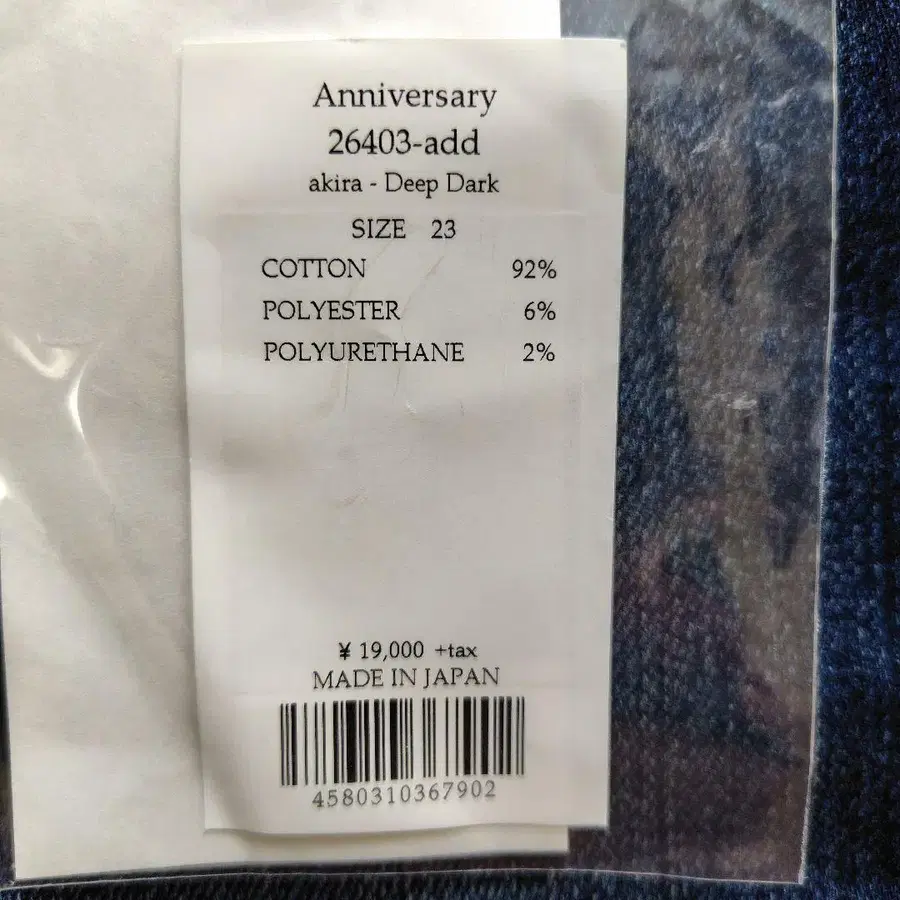 Anniversary
26403-add
akira - Deep Dark
SIZE 23
COTTON 92%
POLYESTER 6%
POLYURETHANE 2%
¥ 19,000 +tax
MADE IN JAPAN
4580310367902